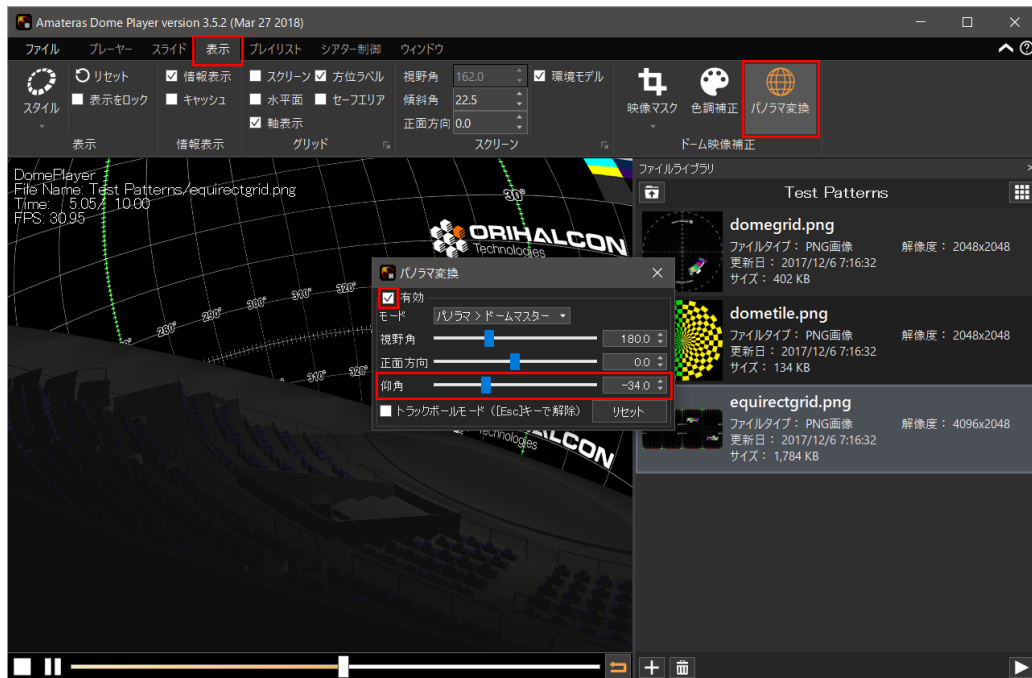 Amateras Dome Player version 3.5.2 (Mar 27 2018)
ファイル プレーヤー スライド 表示 プレイリスト シアター制御 ウィンドウ
スタイル
リセット
表示をロック
表示
情報表示
キャッシュ
情報表示
スクリーン 方位ラベル
水平面 セーフエリア
軸表示
グリッド
視野角 162.0 環境モデル
傾斜角 22.5
正面方向 0.0
スクリーン
映像マスク 色調補正 パノラマ変換
ドーム映像補正
DomePlayer
File Name: Test Patterns/equirectgrid.png
Time: 5.05/ 10.00
FPS: 30.95
30°
ORIHALCON
Technologies
320°
310°
300°
290°
280°
320°
310°
Technologies
LCON
パノラマ変換
有効
モード パノラマ > ドームマスター
視野角 180.0
正面方向 0.0
仰角 -34.0
トラックボールモード ([Esc]キーで解除) リセット
ファイルライブラリ
Test Patterns
domegrid.png
ファイルタイプ： PNG画像 解像度： 2048x2048
更新日： 2017/12/6 7:16:32
サイズ： 402 KB
dometile.png
ファイルタイプ： PNG画像 解像度： 2048x2048
更新日： 2017/12/6 7:16:32
サイズ： 134 KB
equirectgrid.png
ファイルタイプ： PNG画像 解像度： 4096x2048
更新日： 2017/12/6 7:16:32
サイズ： 1,784 KB